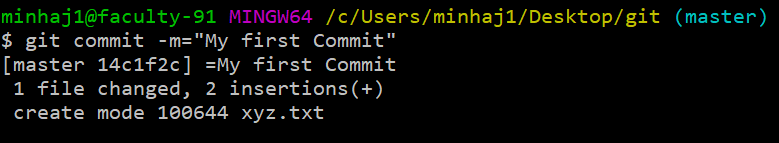 minhaj1@faculty-91 MINGW64 /c/Users/minhaj1/Desktop/git (master)
$ git commit -m="My first Commit"
[master 14c1f2c] =My first Commit
 1 file changed, 2 insertions(+)
 create mode 100644 xyz.txt